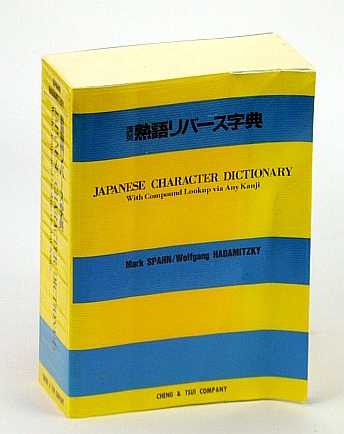 漢英熟語リバース字典
JAPANESE CHARACTER DICTIONARY
With Compound Lookup via Any Kanji
Mark SPAHN/Wolfgang HADAMITZKY
CHENG & TSUI COMPANY